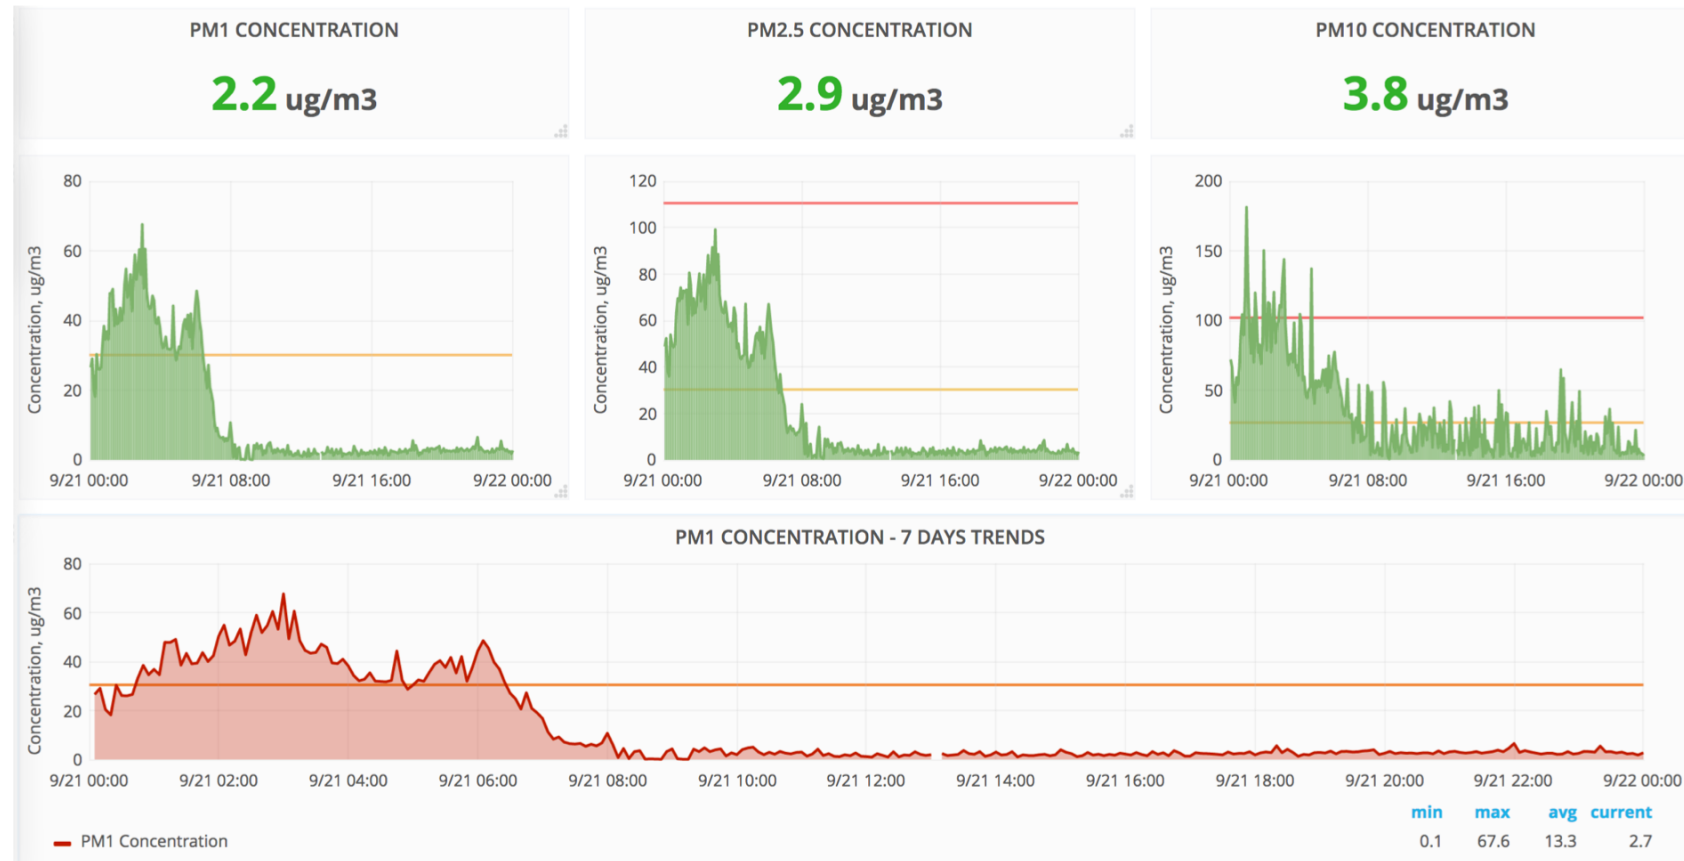 PM1 CONCENTRATION
2.2 ug/m3
PM2.5 CONCENTRATION
2.9 ug/m3
PM10 CONCENTRATION
3.8 ug/m3
Concentration, ug/m3
80
60
40
20
0
9/21 00:00 9/21 08:00 9/21 16:00 9/22 00:00
Concentration, ug/m3
120
100
80
60
40
20
0
9/21 00:00 9/21 08:00 9/21 16:00 9/22 00:00
Concentration, ug/m3
200
150
100
50
0
9/21 00:00 9/21 08:00 9/21 16:00 9/22 00:00
PM1 CONCENTRATION - 7 DAYS TRENDS
Concentration, ug/m3
80
60
40
20
0
9/21 00:00 9/21 02:00 9/21 04:00 9/21 06:00 9/21 08:00 9/21 10:00 9/21 12:00 9/21 14:00 9/21 16:00 9/21 18:00 9/21 20:00 9/21 22:00 9/22 00:00
min max avg current
PM1 Concentration 0.1 67.6 13.3 2.7